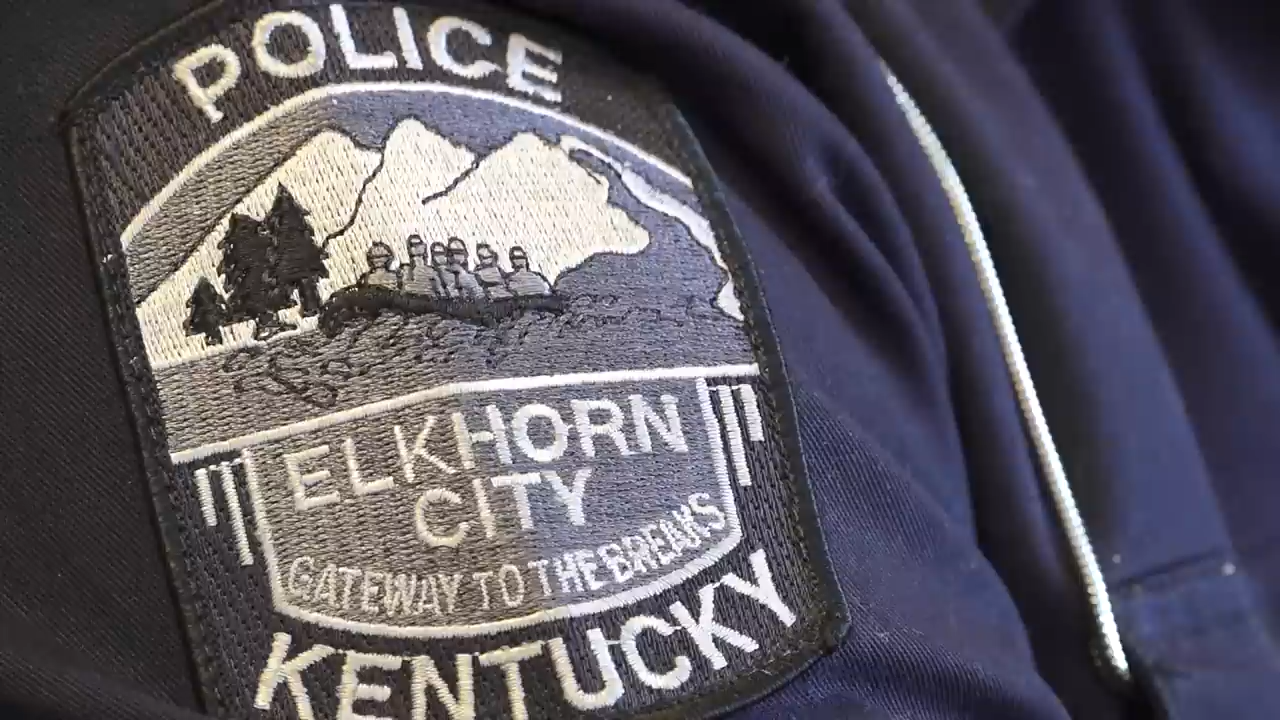 POLICE
ELKHORN
CITY
GATEWAY TO THE BREAKS
KENTUCKY